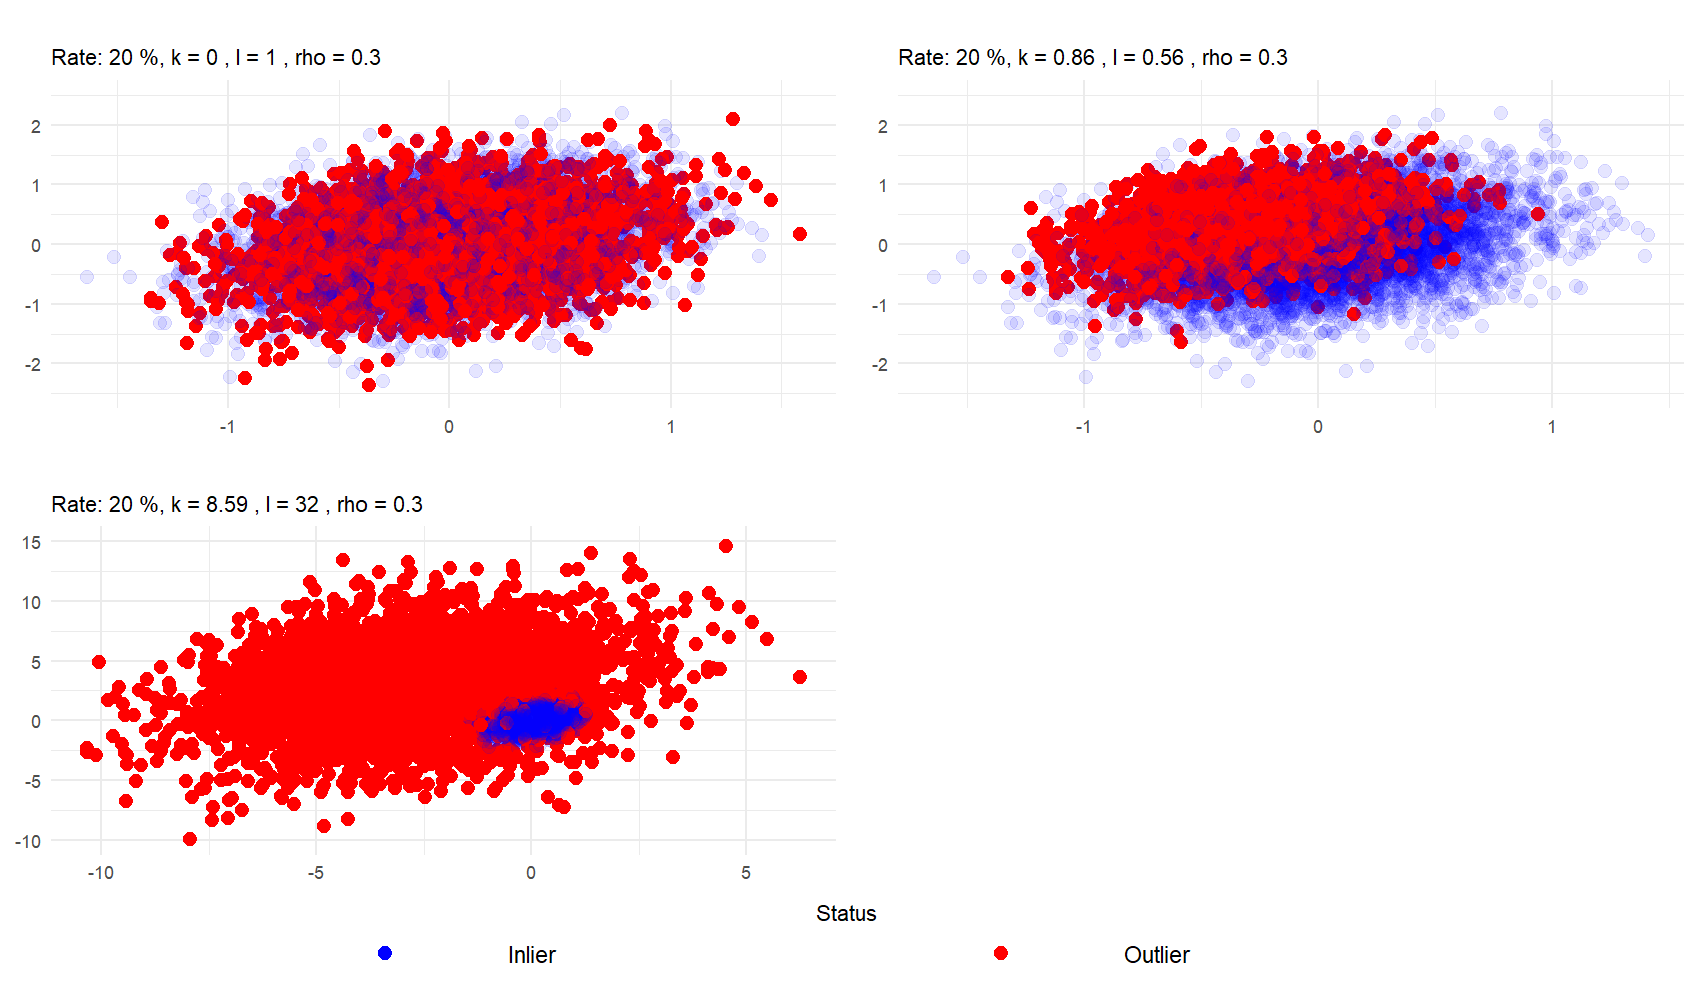 Rate: 20 %, k = 0 , l = 1 , rho = 0.3
2
1
0
-1
-2
-1 0 1
Rate: 20 %, k = 0.86 , l = 0.56 , rho = 0.3
2
1
0
-1
-2
-1 0 1
Rate: 20 %, k = 8.59 , l = 32 , rho = 0.3
15
10
5
0
-5
-10
-10 -5 0 5
Status
Inlier Outlier